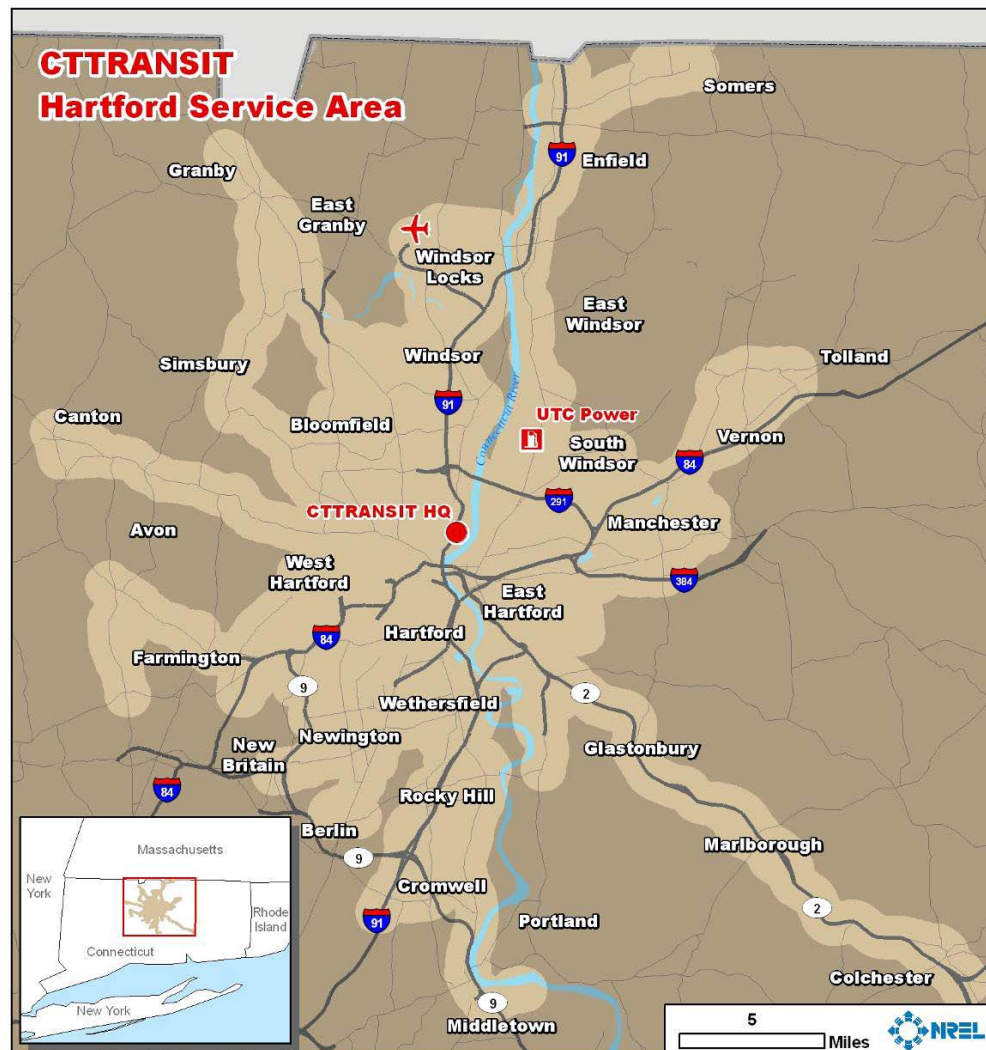 CTTRANSIT
Hartford Service Area
Somers
91
Enfield
Granby
East
Granby
Windsor
Locks
East
Windsor
Windsor
Tolland
Simsbury
91
Canton
Bloomfield
UTC Power
South
Windsor
Vernon
84
Connecticut River
291
CTTRANSIT HQ
Manchester
Avon
West
Hartford
384
East
Hartford
Hartford
84
Farmington
9
2
Wethersfield
Newington
Glastonbury
New
Britain
84
Rocky Hill
Berlin
9
Marlborough
Cromwell
91
Portland
2
Colchester
9
Middletown
Massachusetts
New
York
Rhode
Island
Connecticut
New York
5
Miles
NREL